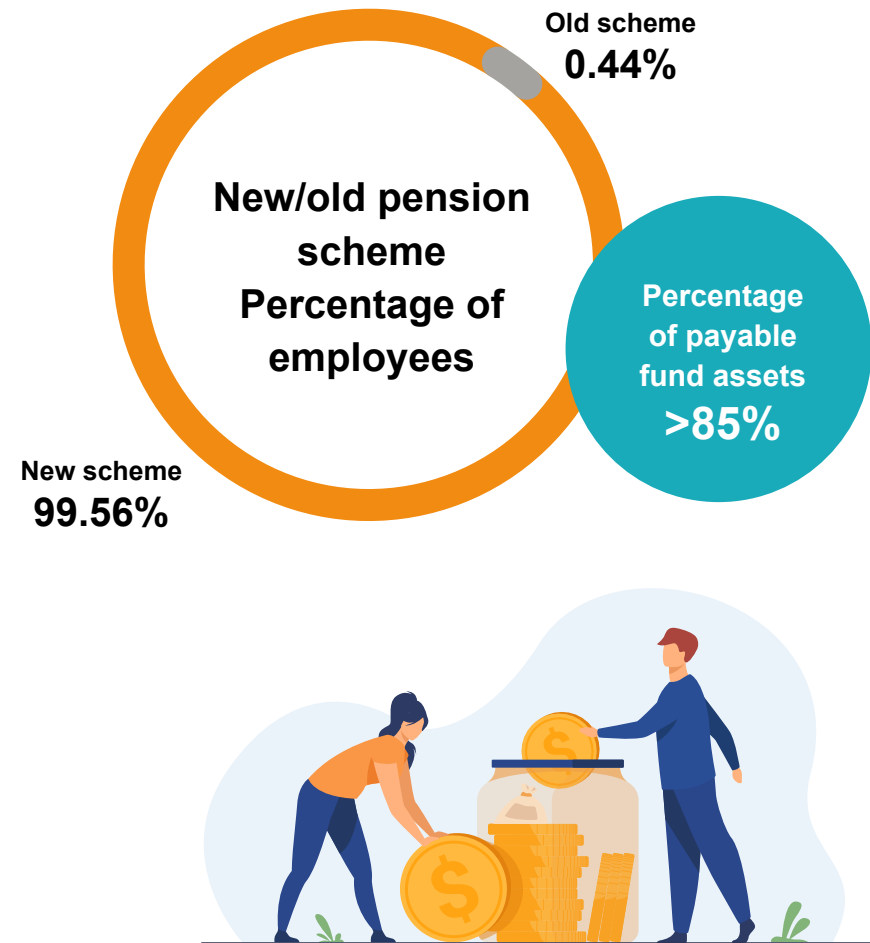 Old scheme
0.44%
New/old pension
scheme
Percentage of
employees
Percentage
of payable
fund assets
>85%
New scheme
99.56%
$
$